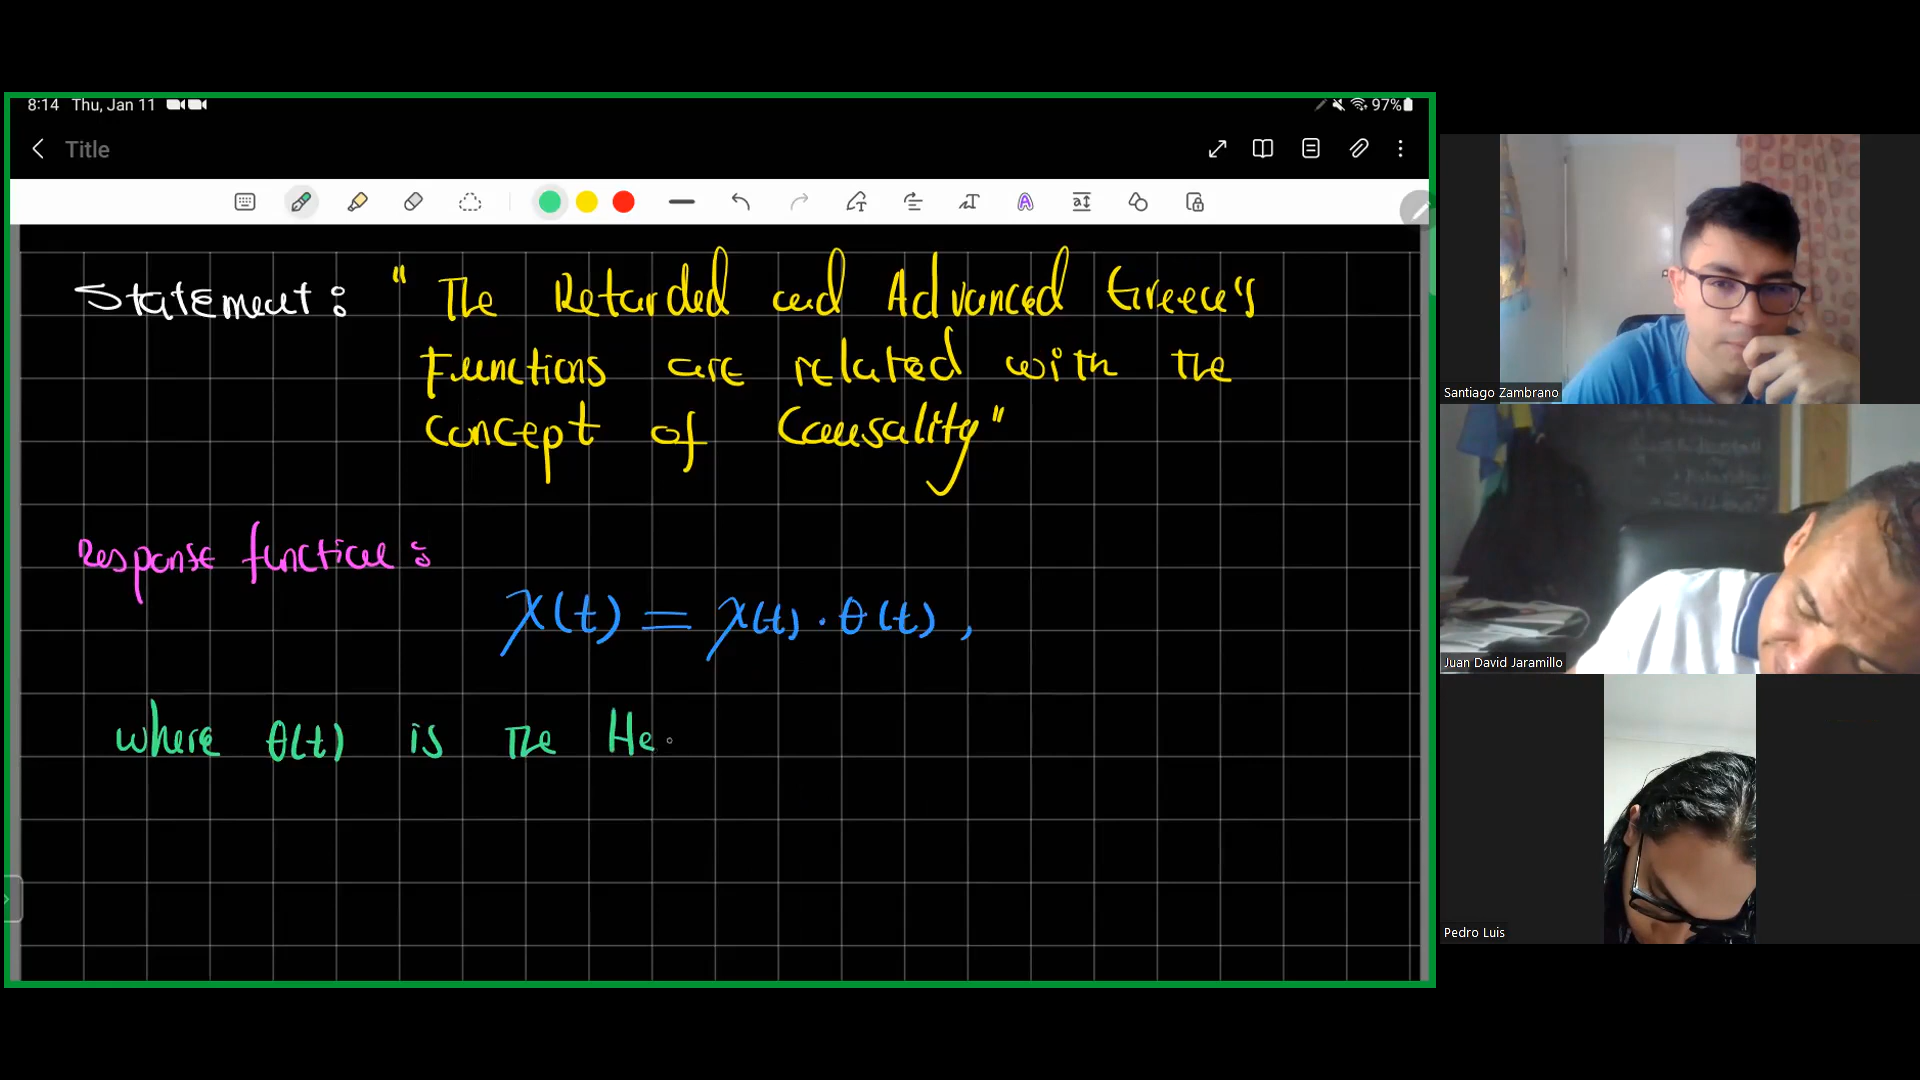 8:14 Thu, Jan 11 97%
Title
Statement: "The Retarded and Advanced Green's
Functions are related with the
concept of Causality"
Response function:
χ(t) = χ(t) · θ(t) ,
where θ(t) is the He
Santiago Zambrano
Juan David Jaramillo
Pedro Luis